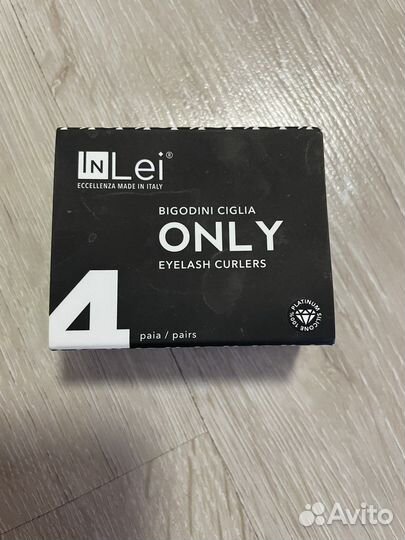 INLei®
ECCELLENZA MADE IN ITALY
BIGODINI CIGLIA
ONLY
EYELASH CURLERS
4
paia / pairs
PLATINUM SILICONE 100%
Avito